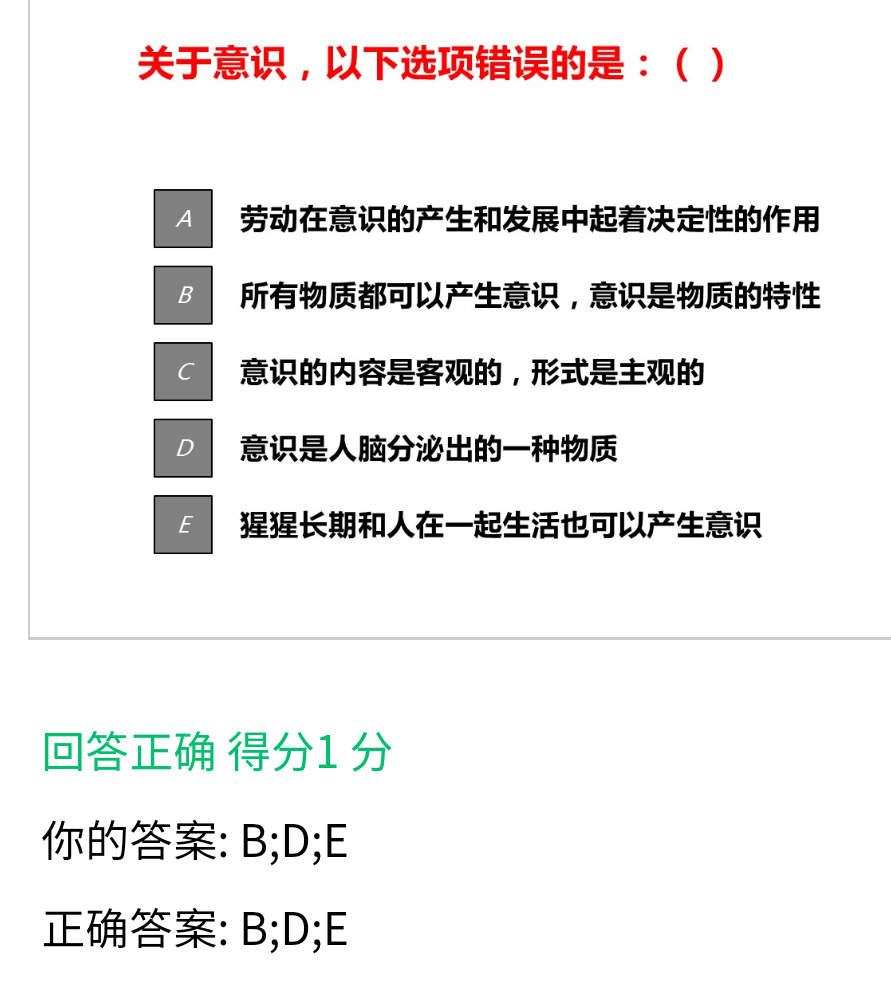 关于意识，以下选项错误的是：（ ）
A 劳动在意识的产生和发展中起着决定性的作用
B 所有物质都可以产生意识，意识是物质的特性
C 意识的内容是客观的，形式是主观的
D 意识是人脑分泌出的一种物质
E 猩猩长期和人在一起生活也可以产生意识
回答正确 得分1 分
你的答案: B;D;E
正确答案: B;D;E